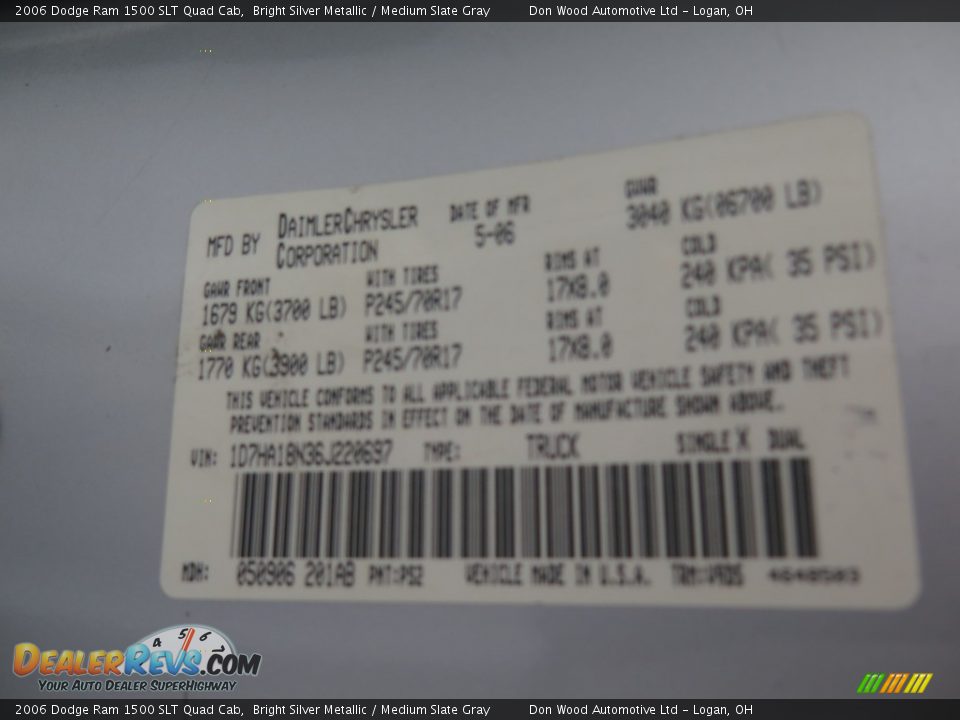 2006 Dodge Ram 1500 SLT Quad Cab, Bright Silver Metallic / Medium Slate Gray Don Wood Automotive Ltd - Logan, OH
MFD BY DAIMLERCHRYSLER CORPORATION DATE OF MFR 5-06 GVWR 3040 KG(06700 LB)
GAWR FRONT WITH TIRES RIMS AT COLD
1679 KG(3700 LB) P245/70R17 17X8.0 240 KPA( 35 PSI)
GAWR REAR WITH TIRES RIMS AT COLD
1770 KG(3900 LB) P245/70R17 17X8.0 240 KPA( 35 PSI)
THIS VEHICLE CONFORMS TO ALL APPLICABLE FEDERAL MOTOR VEHICLE SAFETY AND THEFT
PREVENTION STANDARDS IN EFFECT ON THE DATE OF MANUFACTURE SHOWN ABOVE.
VIN: 1D7HA18N36J220697 TYPE: TRUCK SINGLE X DUAL
MDH: 050906 201AB PNT:PS2 VEHICLE MADE IN U.S.A.
4 5 6 7
DEALERREVS.COM
YOUR AUTO DEALER SUPERHIGHWAY
2006 Dodge Ram 1500 SLT Quad Cab, Bright Silver Metallic / Medium Slate Gray Don Wood Automotive Ltd - Logan, OH